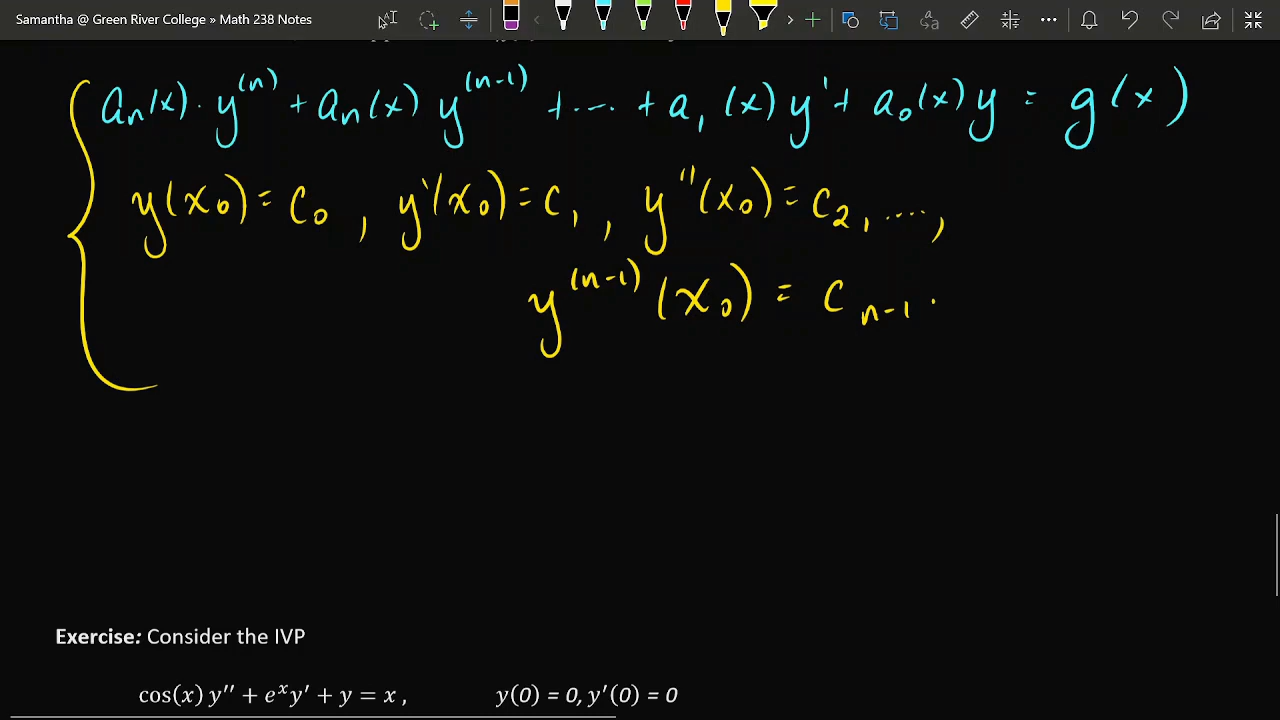 Samantha @ Green River College » Math 238 Notes
aₙ(x)·y⁽ⁿ⁾ + aₙ(x) y⁽ⁿ⁻¹⁾ + ... + a₁(x)y' + a₀(x)y = g(x)
y(x₀) = c₀, y'(x₀) = c₁, y''(x₀) = c₂, ....,
y⁽ⁿ⁻¹⁾(x₀) = cₙ₋₁.
Exercise: Consider the IVP
cos(x) y'' + eˣy' + y = x, y(0) = 0, y'(0) = 0